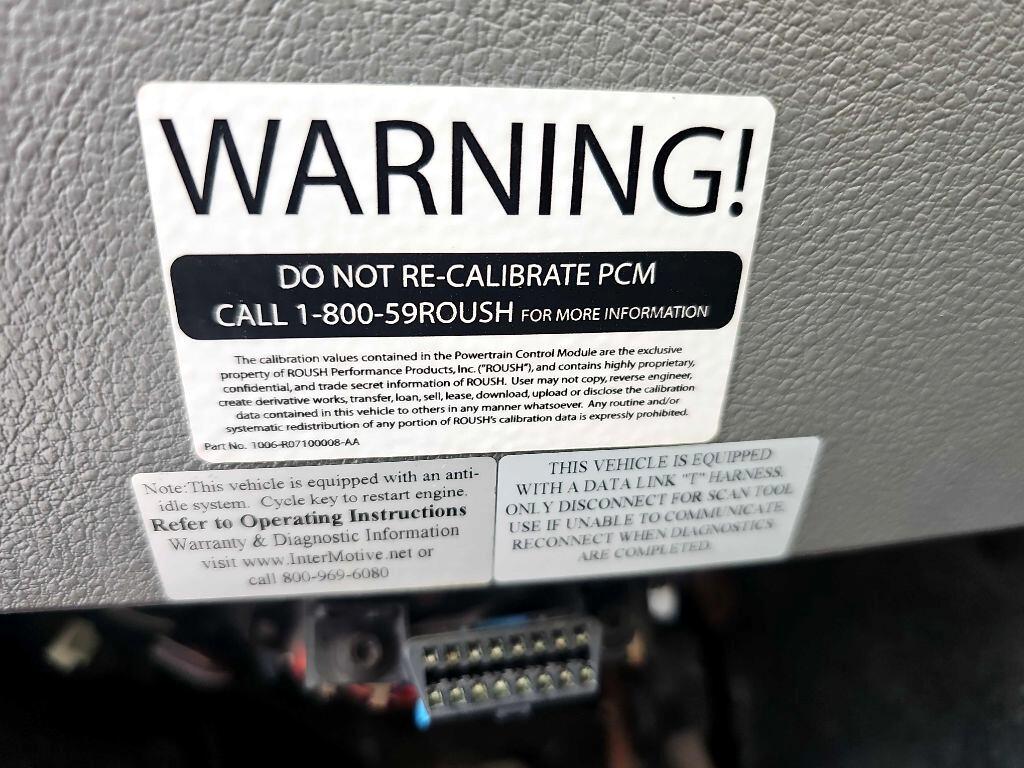 WARNING!
DO NOT RE-CALIBRATE PCM
CALL 1-800-59ROUSH FOR MORE INFORMATION
The calibration values contained in the Powertrain Control Module are the exclusive
property of ROUSH Performance Products, Inc. ("ROUSH"), and contains highly proprietary,
confidential, and trade secret information of ROUSH. User may not copy, reverse engineer,
create derivative works, transfer, loan, sell, lease, download, upload or disclose the calibration
data contained in this vehicle to others in any manner whatsoever. Any routine and/or
systematic redistribution of any portion of ROUSH's calibration data is expressly prohibited.
Part No. 1006-R07100008-AA
Note:This vehicle is equipped with an anti-
idle system. Cycle key to restart engine.
Refer to Operating Instructions
Warranty & Diagnostic Information
visit www.InterMotive.net or
call 800-969-6080
THIS VEHICLE IS EQUIPPED
WITH A DATA LINK "T" HARNESS.
ONLY DISCONNECT FOR SCAN TOOL
USE IF UNABLE TO COMMUNICATE.
RECONNECT WHEN DIAGNOSTICS
ARE COMPLETED.